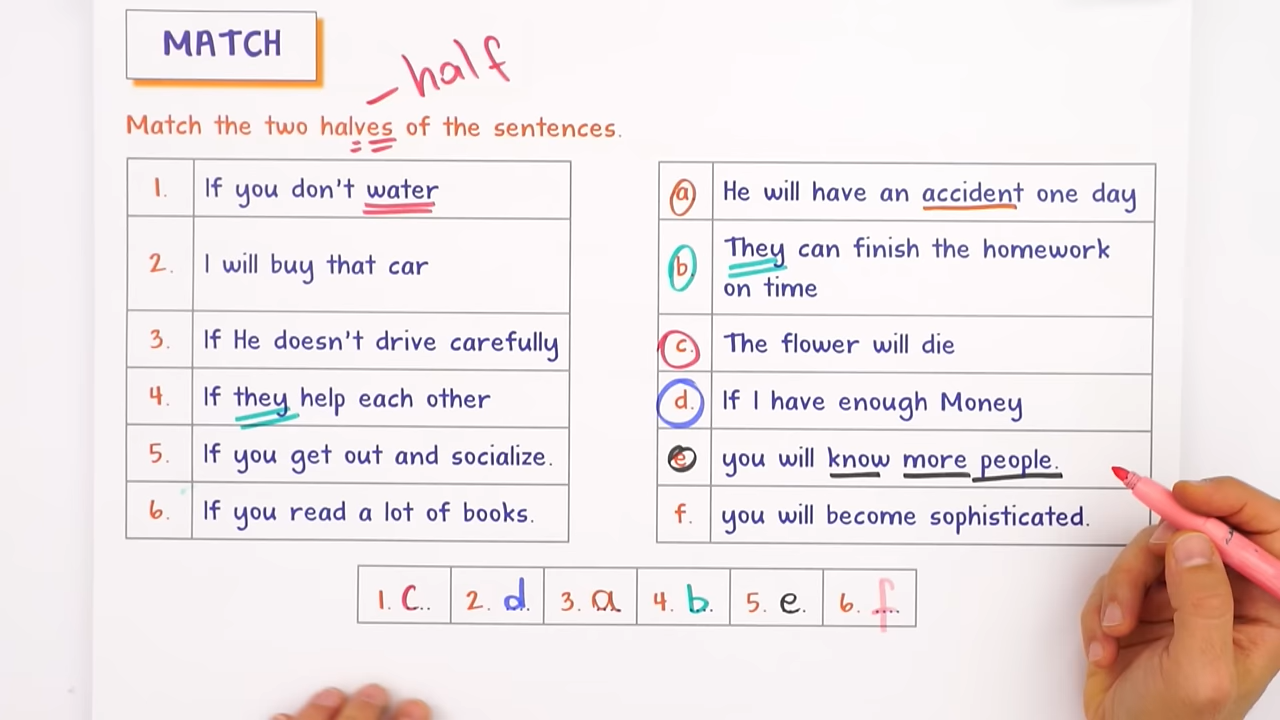 MATCH
half
Match the two halves of the sentences.
1. If you don't water
2. I will buy that car
3. If He doesn't drive carefully
4. If they help each other
5. If you get out and socialize.
6. If you read a lot of books.
a He will have an accident one day
b. They can finish the homework
on time
c. The flower will die
d. If I have enough Money
e you will know more people.
f. you will become sophisticated.
1. c.. 2. d. 3. a 4. b. 5. e. 6. f....